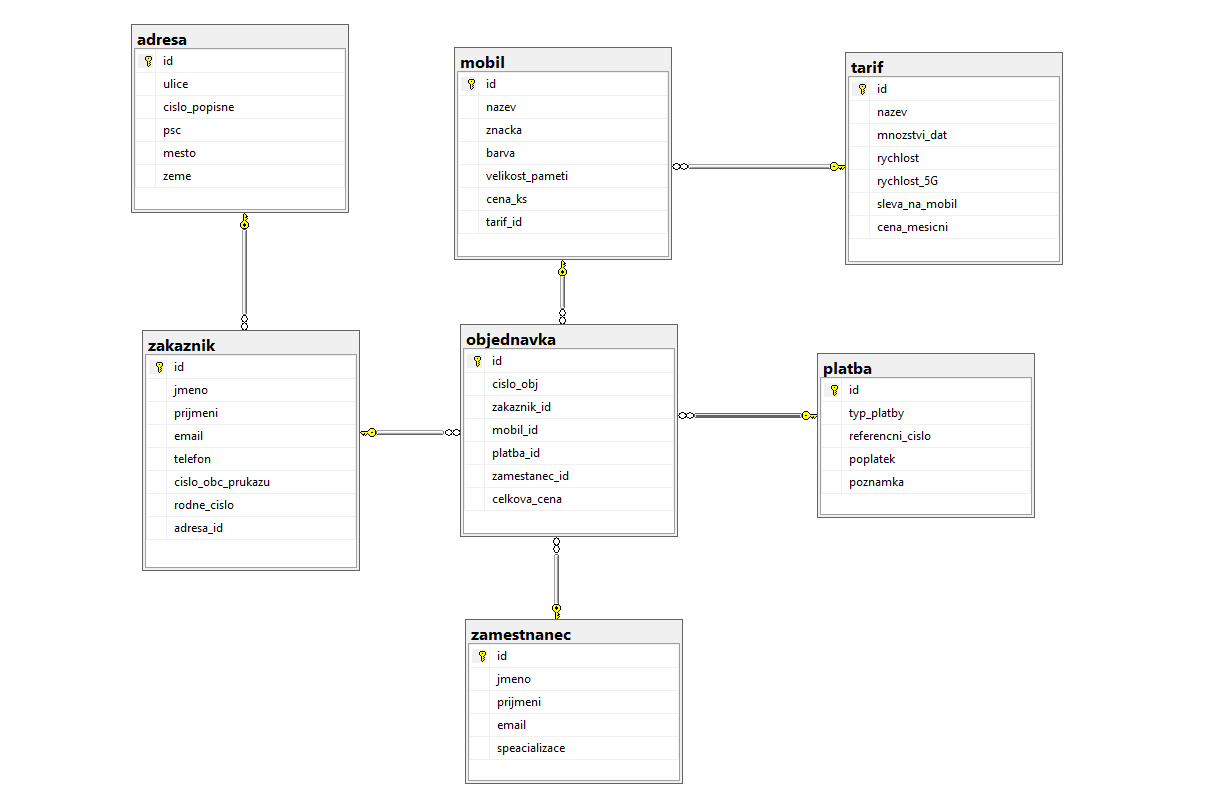 adresa
id
ulice
cislo_popisne
psc
mesto
zeme
mobil
id
nazev
znacka
barva
velikost_pameti
cena_ks
tarif_id
tarif
id
nazev
mnozstvi_dat
rychlost
rychlost_5G
sleva_na_mobil
cena_mesicni
zakaznik
id
jmeno
prijmeni
email
telefon
cislo_obc_prukazu
rodne_cislo
adresa_id
objednavka
id
cislo_obj
zakaznik_id
mobil_id
platba_id
zamestanec_id
celkova_cena
platba
id
typ_platby
referencni_cislo
poplatek
poznamka
zamestnanec
id
jmeno
prijmeni
email
speacializace